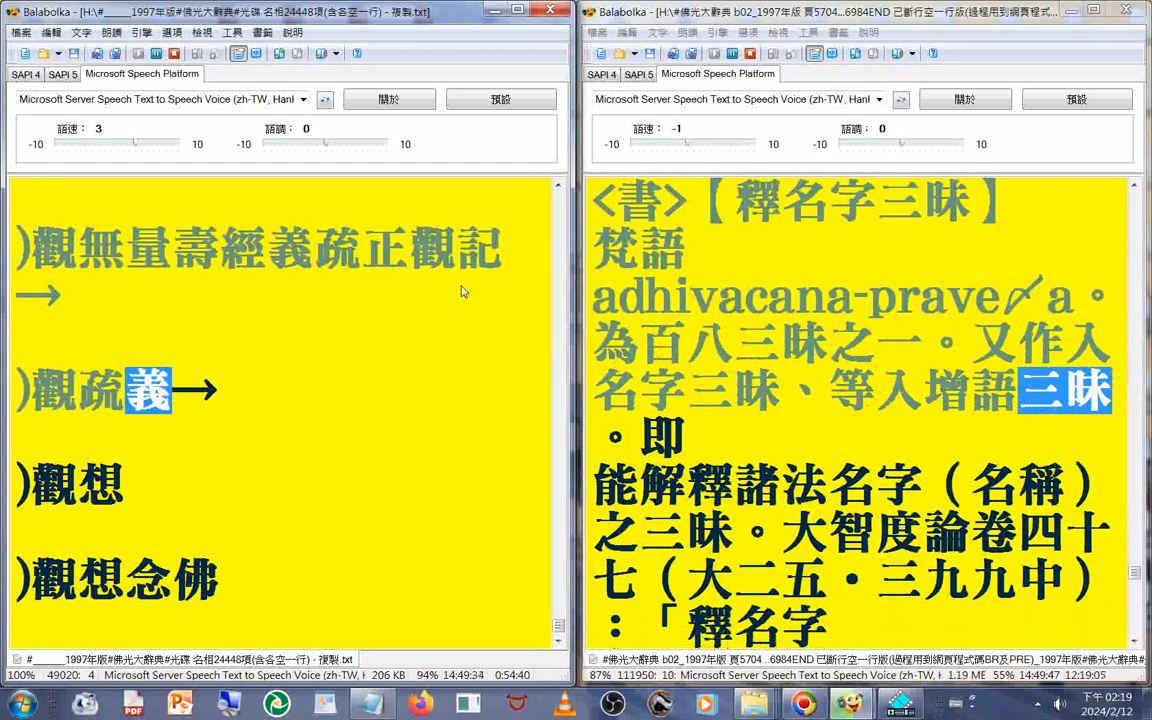 Balabolka - [H:\#_____1997年版#佛光大辭典#光碟 名相24448項(含各空一行) - 複製.txt]
檔案 編輯 文字 朗讀 引擎 選項 檢視 工具 書籤 說明
SAPI 4 SAPI 5 Microsoft Speech Platform
Microsoft Server Speech Text to Speech Voice (zh-TW, Hanl
關於
預設
語速： 3
語調： 0
-10 10 -10 10
)觀無量壽經義疏正觀記
→
)觀疏義→
)觀想
)觀想念佛
#_____1997年版#佛光大辭典#光碟 名相24448項(含各空一行) - 複製.txt
100% 49020: 4 Microsoft Server Speech Text to Speech Voice (zh-TW, H 206 KB 94% 14:49:34 0:54:40
Balabolka - [H:\#佛光大辭典 b02_1997年版 頁5704...6984END 已斷行空一行版(過程用到網頁程式...
檔案 編輯 文字 朗讀 引擎 選項 檢視 工具 書籤 說明
SAPI 4 SAPI 5 Microsoft Speech Platform
Microsoft Server Speech Text to Speech Voice (zh-TW, Hanl
關於
預設
語速： -1
語調： 0
-10 10 -10 10
<書>【釋名字三昧】
梵語
adhivacana-prave〆a。
為百八三昧之一。又作入
名字三昧、等入增語三昧
。即
能解釋諸法名字（名稱）
之三昧。大智度論卷四十
七（大二五・三九九中）
：「釋名字
#佛光大辭典 b02_1997年版 頁5704...6984END 已斷行空一行版(過程用到網頁程式碼BR及PRE)_1997年版#佛光大辭典#
87% 111950: 10: Microsoft Server Speech Text to Speech Voice (zh-TW, H 1.19 ME 55% 14:49:47 12:19:05
下午 02:19
2024/2/12